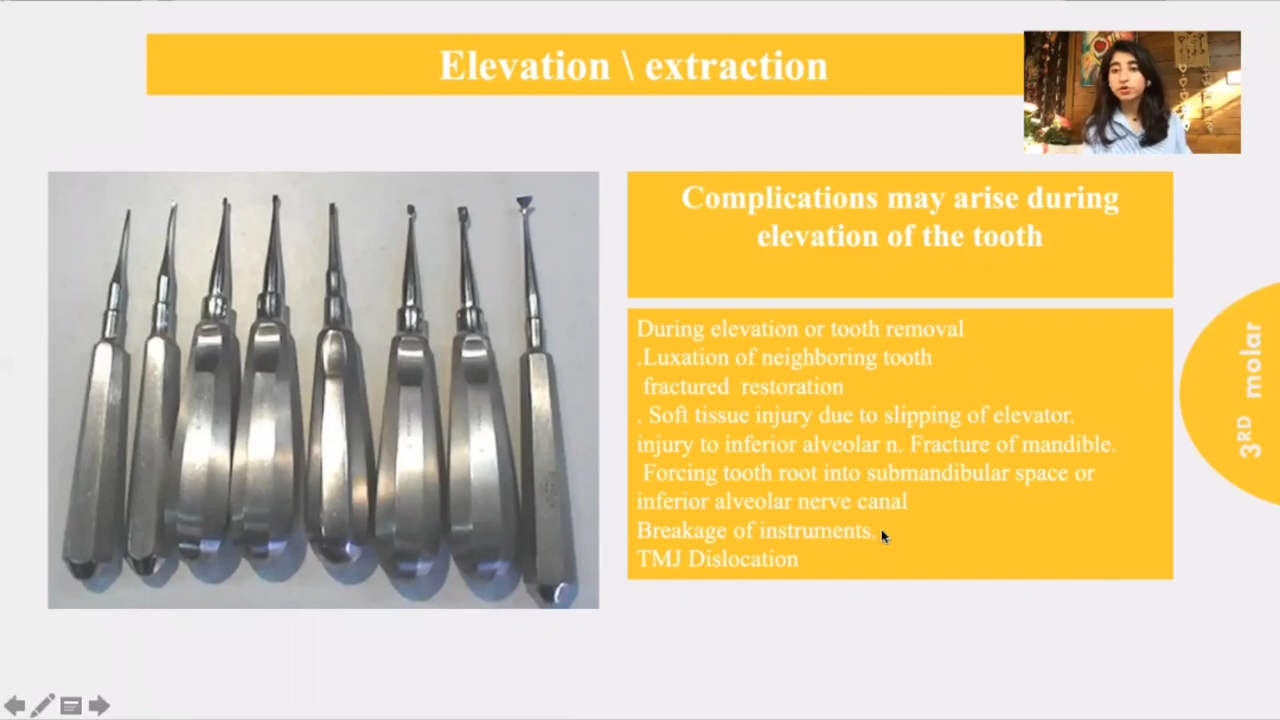 Elevation \ extraction
Complications may arise during
elevation of the tooth
During elevation or tooth removal
.Luxation of neighboring tooth
fractured restoration
. Soft tissue injury due to slipping of elevator.
injury to inferior alveolar n. Fracture of mandible.
Forcing tooth root into submandibular space or
inferior alveolar nerve canal
Breakage of instruments.
TMJ Dislocation
3RD molar